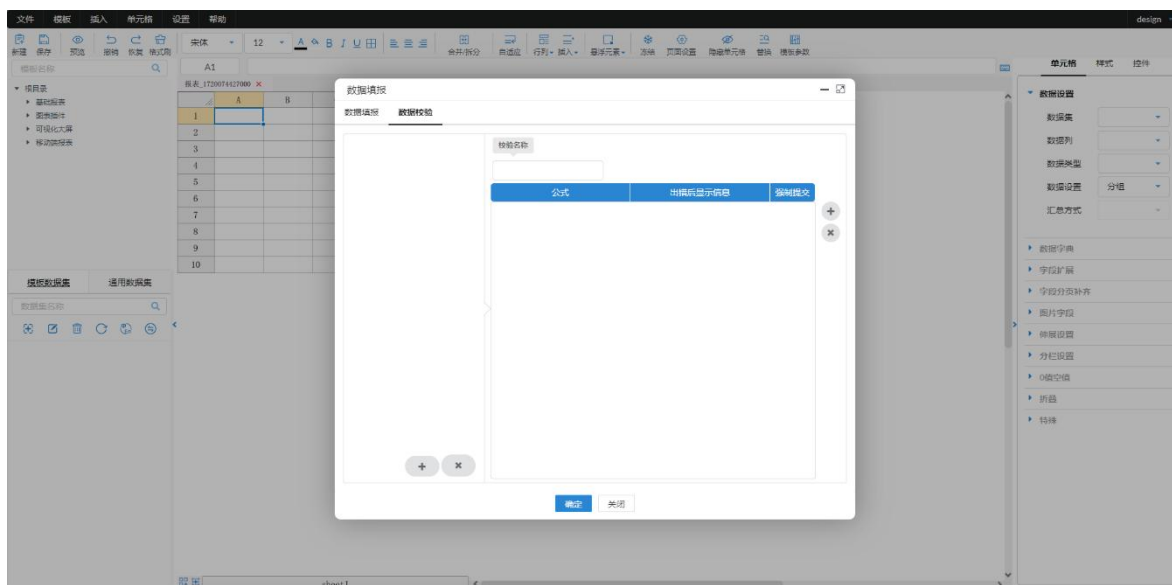 文件 模板 插入 单元格 设置 帮助 design
宋体 12 A B I U
新建 保存 预览 撤销 恢复 格式刷 合并/拆分 自适应 行列 插入 悬浮元素 冻结 页面设置 隐藏单元格 替换 模板参数
模板名称 A1 单元格 样式 控件
报表_1720074427000
根目录
基础报表
图表插件
可视化大屏
移动端报表
A B
1
2
3
4
5
6
7
8
9
10
模板数据集 通用数据集
数据集名称
数据填报
数据填报 数据校验
校验名称
公式 出错后显示信息 强制提交
确定 关闭
数据设置
数据集
数据列
数据类型
数据设置 分组
汇总方式
数据字典
字段扩展
字段分页补齐
图片字段
伸展设置
分栏设置
0值空值
折叠
特殊
sheet1